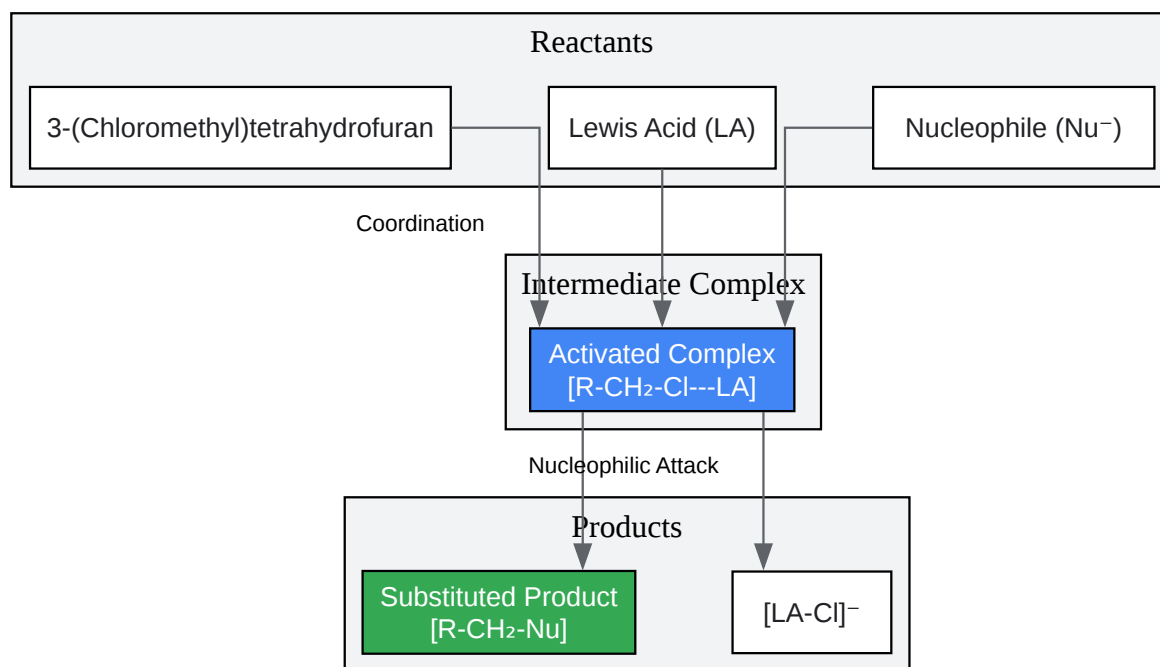 Reactants
3-(Chloromethyl)tetrahydrofuran
Lewis Acid (LA)
Nucleophile (Nu⁻)
Coordination
Intermediate Complex
Activated Complex
[R-CH₂-Cl---LA]
Nucleophilic Attack
Products
Substituted Product
[R-CH₂-Nu]
[LA-Cl]⁻